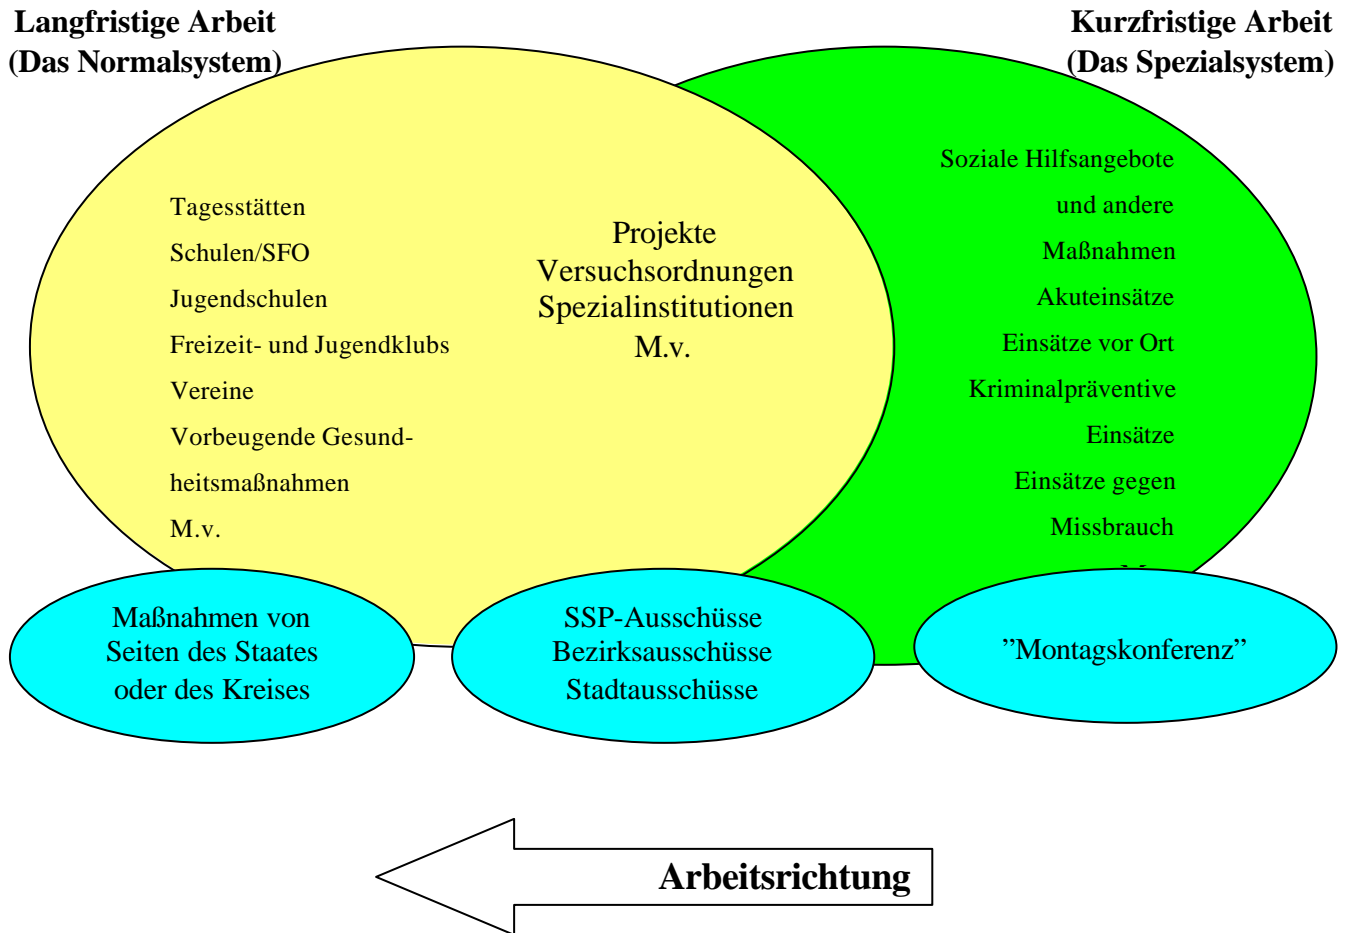 Langfristige Arbeit
(Das Normalsystem)
Kurzfristige Arbeit
(Das Spezialsystem)
Tagesstätten
Schulen/SFO
Jugendschulen
Freizeit- und Jugendklubs
Vereine
Vorbeugende Gesund-
heitsmaßnahmen
M.v.
Projekte
Versuchsordnungen
Spezialinstitutionen
M.v.
Soziale Hilfsangebote
und andere
Maßnahmen
Akuteinsätze
Einsätze vor Ort
Kriminalpräventive
Einsätze
Einsätze gegen
Missbrauch
Maßnahmen von
Seiten des Staates
oder des Kreises
SSP-Ausschüsse
Bezirksausschüsse
Stadtausschüsse
”Montagskonferenz”
Arbeitsrichtung